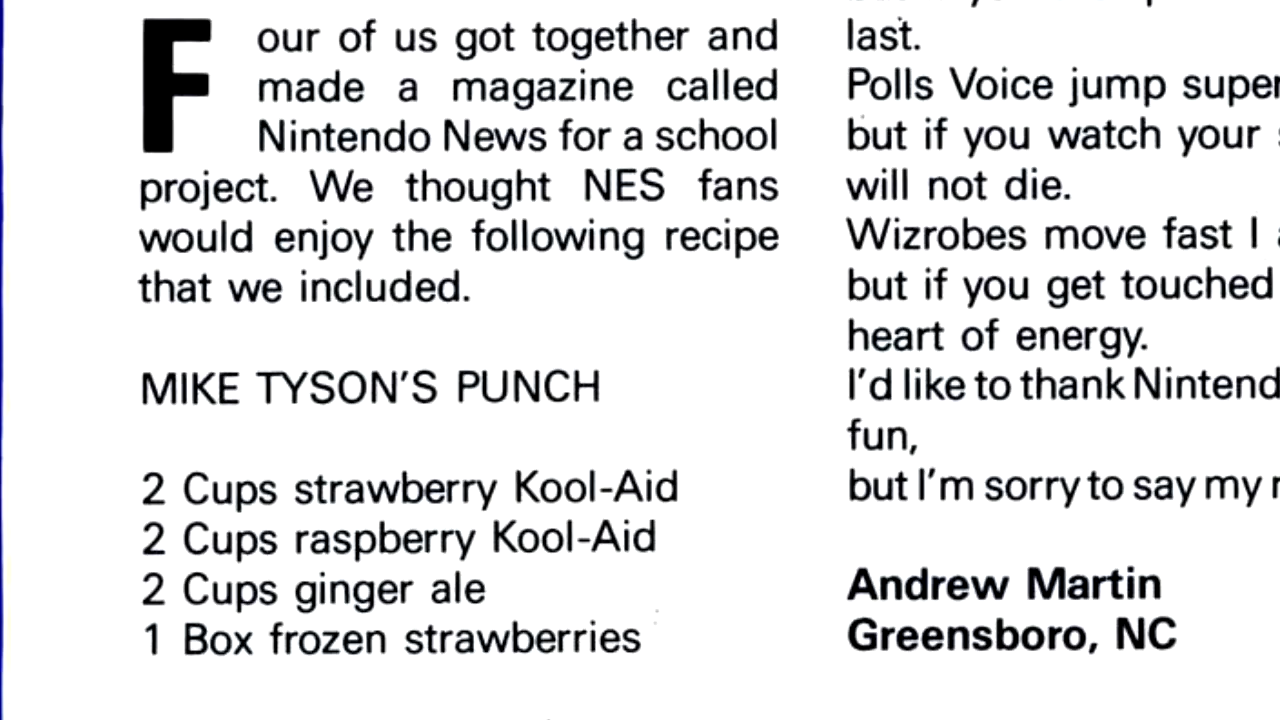 Four of us got together and
made a magazine called
Nintendo News for a school
project. We thought NES fans
would enjoy the following recipe
that we included.
MIKE TYSON'S PUNCH
2 Cups strawberry Kool-Aid
2 Cups raspberry Kool-Aid
2 Cups ginger ale
1 Box frozen strawberries
last.
Polls Voice jump super
but if you watch your
will not die.
Wizrobes move fast I
but if you get touched
heart of energy.
I'd like to thank Nintend
fun,
but I'm sorry to say my
Andrew Martin
Greensboro, NC